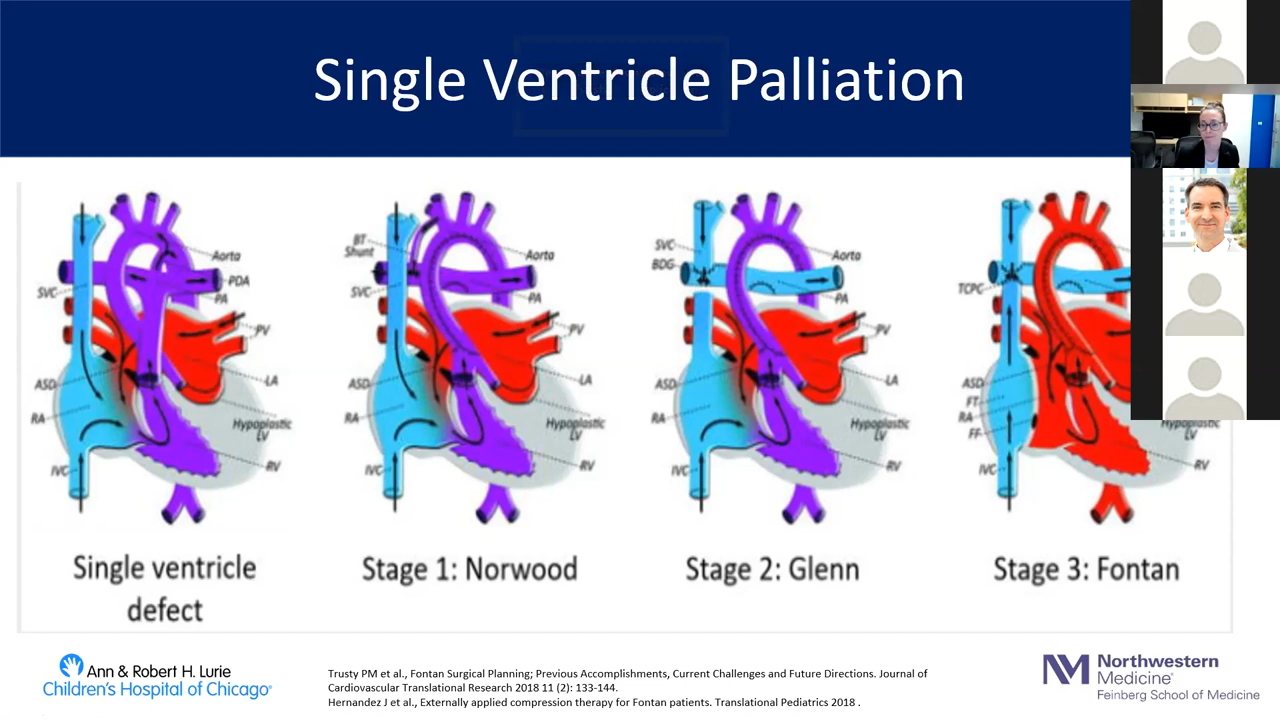 Single Ventricle Palliation
Aorta
PDA
PA
SVC
PV
ASD
LA
RA
Hypoplastic
LV
RV
IVC
BT
Shunt
Aorta
SVC
PA
PV
ASD
LA
RA
Hypoplastic
LV
RV
IVC
SVC
BDG
Aorta
PA
PV
ASD
LA
RA
Hypoplastic
LV
RV
IVC
TCPC
ASD
FT
RA
FF
Hypoplastic
LV
RV
IVC
Single ventricle
defect
Stage 1: Norwood
Stage 2: Glenn
Stage 3: Fontan
Ann & Robert H. Lurie
Children's Hospital of Chicago®
Trusty PM et al., Fontan Surgical Planning; Previous Accomplishments, Current Challenges and Future Directions. Journal of
Cardiovascular Translational Research 2018 11 (2): 133-144.
Hernandez J et al., Externally applied compression therapy for Fontan patients. Translational Pediatrics 2018 .
NM
Northwestern
Medicine®
Feinberg School of Medicine